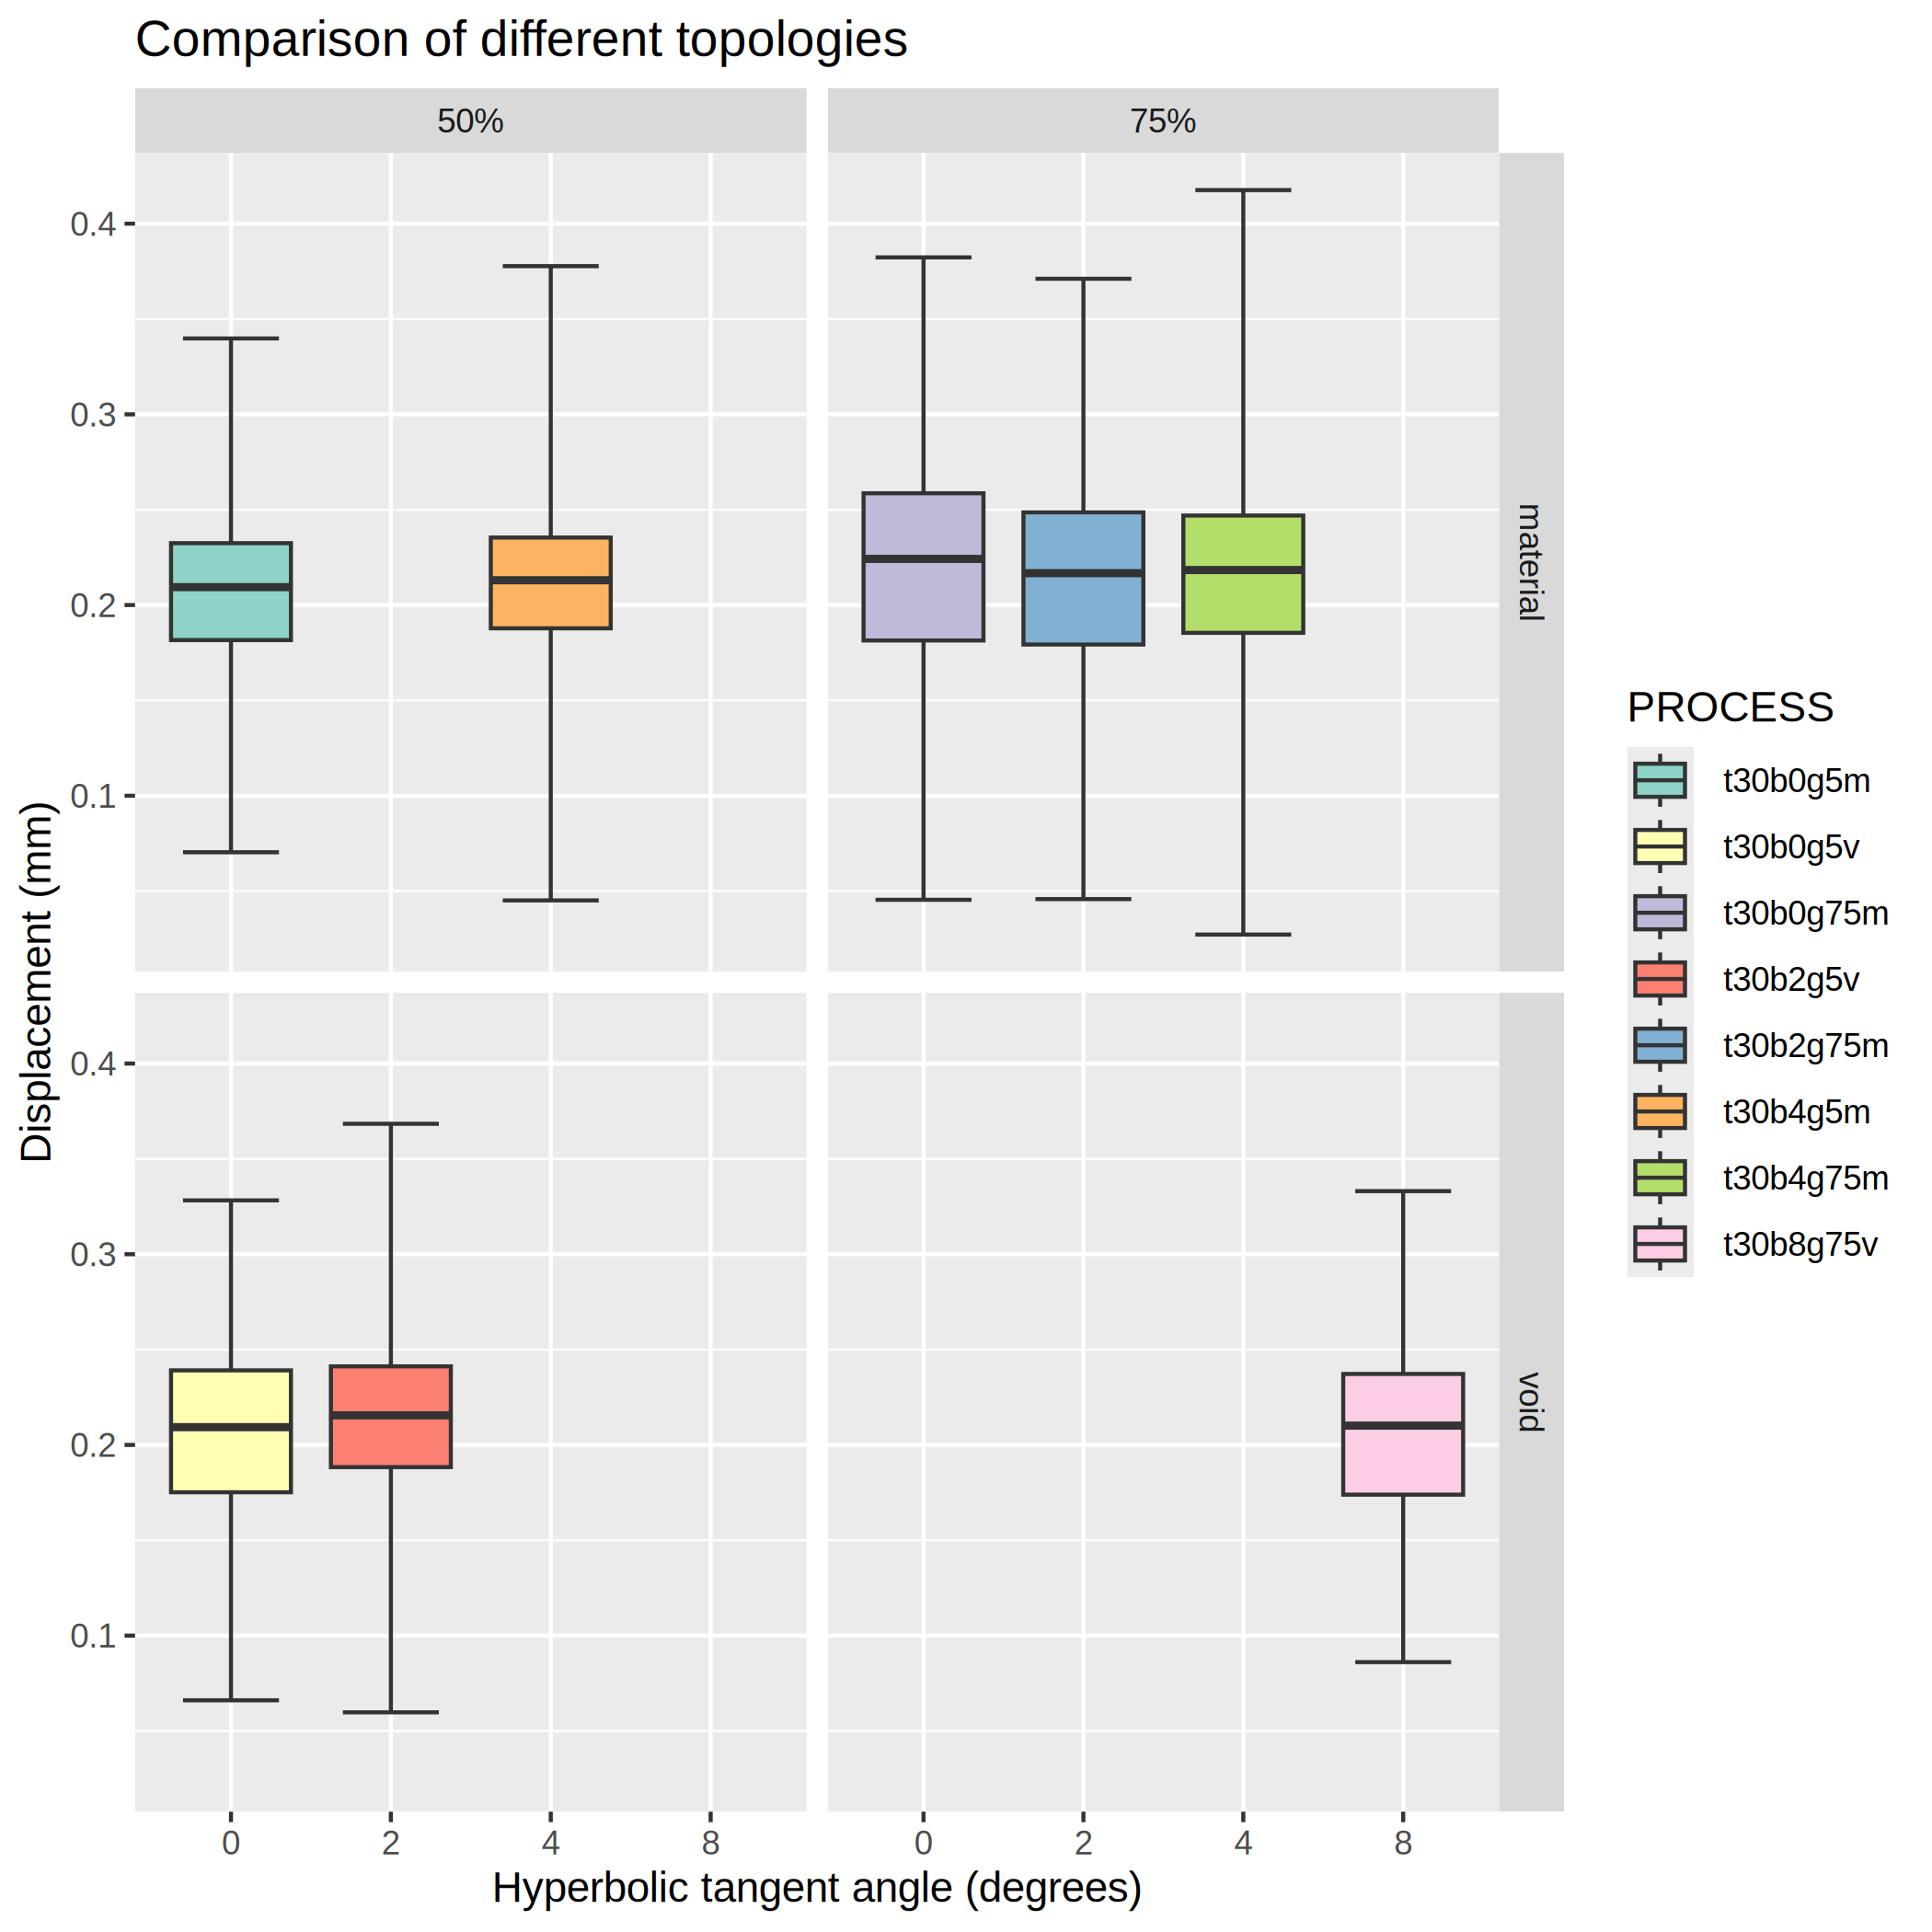 Comparison of different topologies
50%
75%
0.4
0.3
0.2
0.1
material
Displacement (mm)
0.4
0.3
0.2
0.1
void
0
2
4
8
0
2
4
8
Hyperbolic tangent angle (degrees)
PROCESS
t30b0g5m
t30b0g5v
t30b0g75m
t30b2g5v
t30b2g75m
t30b4g5m
t30b4g75m
t30b8g75v